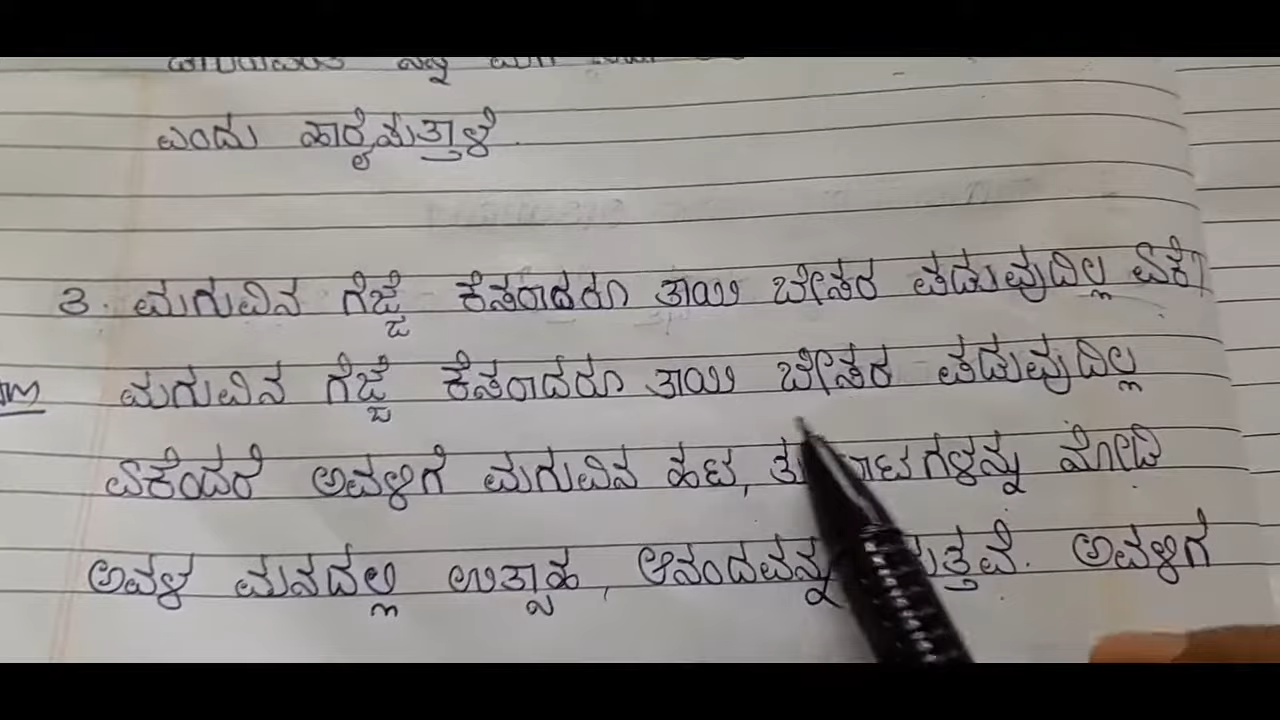 ಎಂದು ಹಾರೈಸುತ್ತಾಳೆ.
3. ಮಗುವಿನ ಗೆಜ್ಜೆ ಕೆಸರಾದರೂ ತಾಯಿ ಬೇಸರ ಪಡುವುದಿಲ್ಲ ಏಕೆ?
ಮಗುವಿನ ಗೆಜ್ಜೆ ಕೆಸರಾದರೂ ತಾಯಿ ಬೇಸರ ಪಡುವುದಿಲ್ಲ
ಏಕೆಂದರೆ ಅವಳಿಗೆ ಮಗುವಿನ ಹಟ, ನೋಡಿ
ಅವಳ ಮನದಲ್ಲಿ ಉತ್ಸಾಹ, ಆನಂದವನ್ನು ಅವಳಿಗೆ